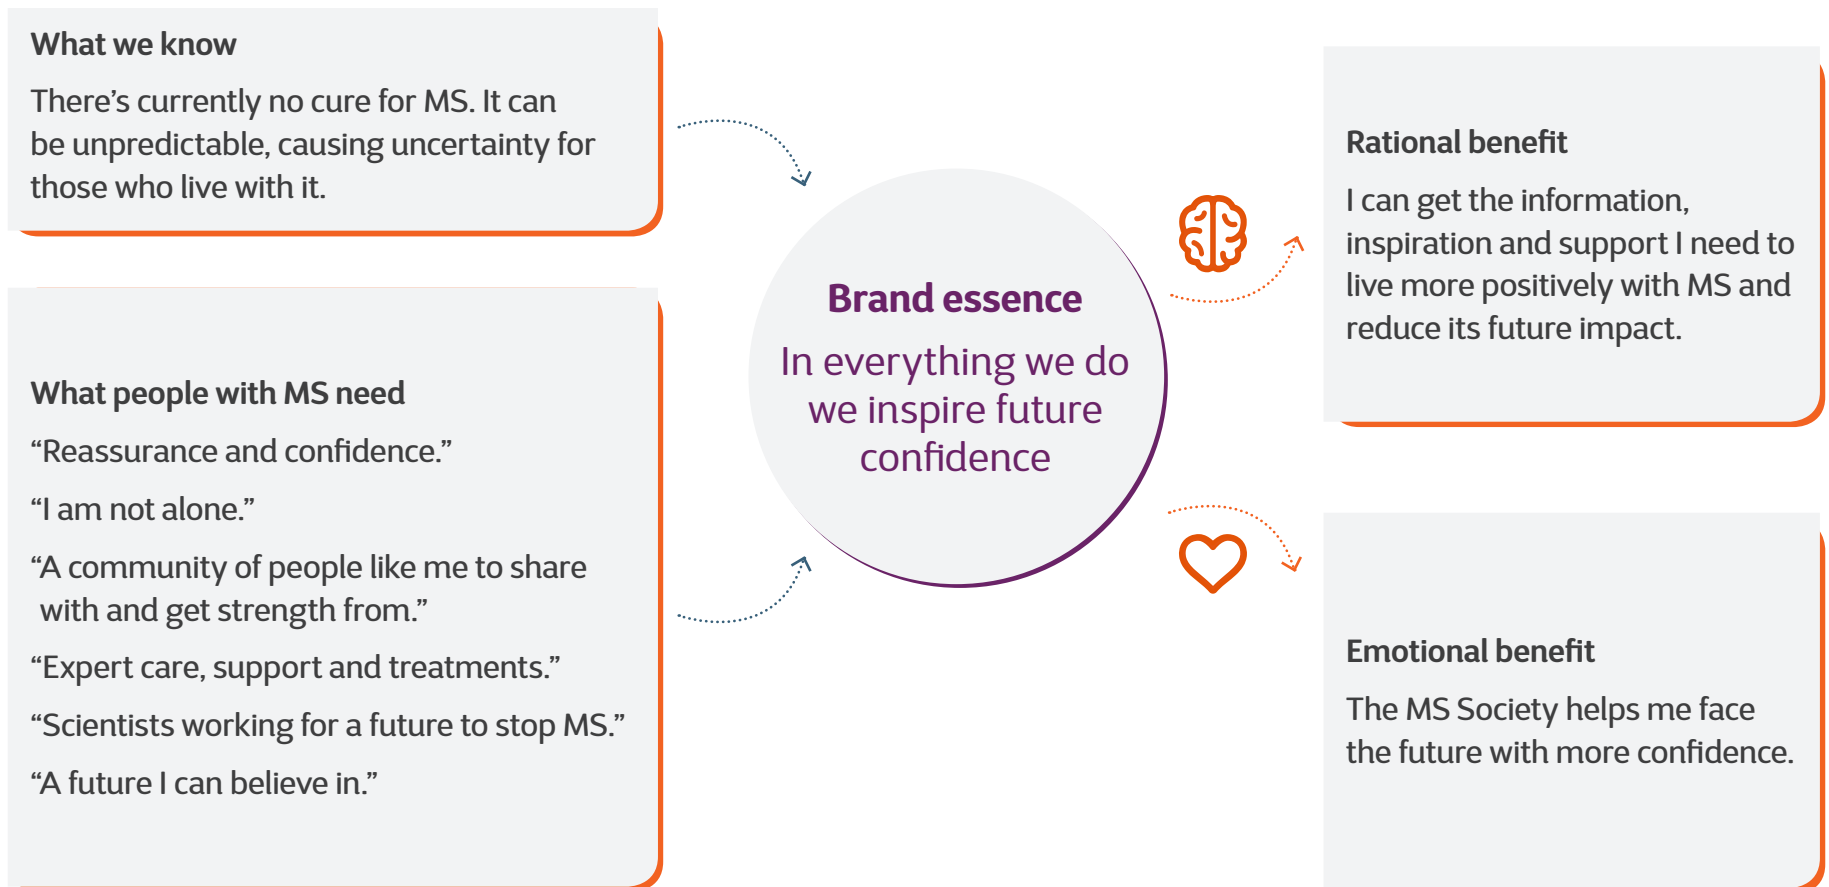 What we know
There’s currently no cure for MS. It can
be unpredictable, causing uncertainty for
those who live with it.
What people with MS need
“Reassurance and confidence.”
“I am not alone.”
“A community of people like me to share
with and get strength from.”
“Expert care, support and treatments.”
“Scientists working for a future to stop MS.”
“A future I can believe in.”
Brand essence
In everything we do
we inspire future
confidence
Rational benefit
I can get the information,
inspiration and support I need to
live more positively with MS and
reduce its future impact.
Emotional benefit
The MS Society helps me face
the future with more confidence.